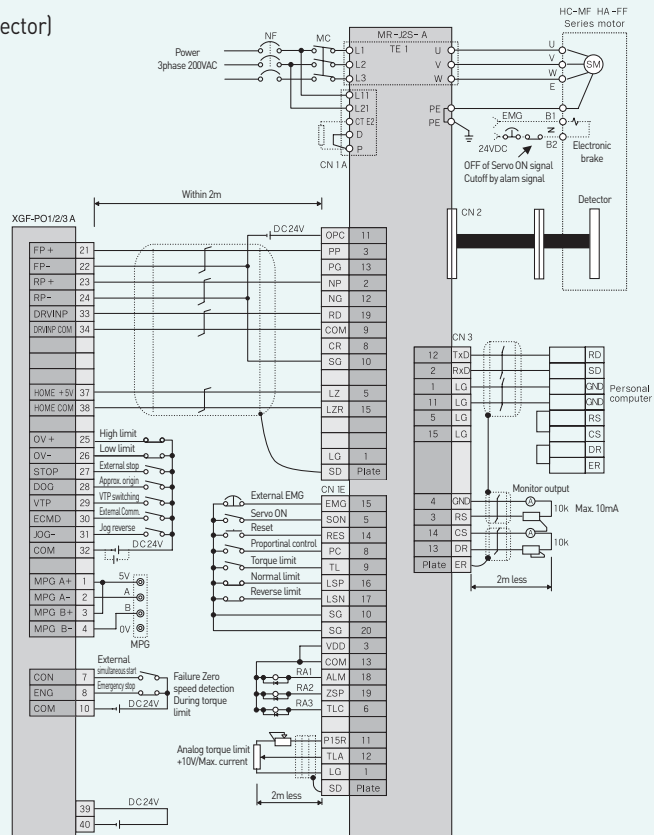 ector)
HC-MF HA-FF
Series motor
NF
MC
MR-J2S-A
TE 1
Power
3phase 200VAC
L1
L2
L3
U
V
W
U
V
W
E
SM
L11
L21
CT E2
D
P
CN 1A
PE
PE
EMG
B1
B2
24VDC
Electronic
brake
OFF of Servo ON signal
Cutoff by alam signal
Detector
CN 2
Within 2m
XGF-PO1/2/3 A
DC24V
FP + 21
FP- 22
RP + 23
RP- 24
DRVINP 33
DRVINP COM 34
HOME +5V 37
HOME COM 38
OV + 25 High limit
OV- 26 Low limit
STOP 27 External stop
DOG 28 Approx. origin
VTP 29 VTP switching
ECMD 30 External Comm.
JOG- 31 Jog reverse
COM 32 DC24V
MPG A+ 1 5V
MPG A- 2 A
MPG B+ 3 B
MPG B- 4 0V
MPG
External
simultaneous start
CON 7
Emergency stop
ENG 8
COM 10 DC24V
Failure Zero
speed detection
During torque
limit
39 DC24V
40
OPC 11
PP 3
PG 13
NP 2
NG 12
RD 19
COM 9
CR 8
SG 10
LZ 5
LZR 15
LG 1
SD Plate
CN 1E
External EMG EMG 15
Servo ON SON 5
Reset RES 14
Proportinal control PC 8
Torque limit TL 9
Normal limit LSP 16
Reverse limit LSN 17
SG 10
SG 20
VDD 3
COM 13
RA1 ALM 18
RA2 ZSP 19
RA3 TLC 6
P15R 11
Analog torque limit
+10V/Max. current
TLA 12
LG 1
SD Plate
2m less
CN 3
12 TxD RD
2 RxD SD
1 LG GND
11 LG GND
5 LG RS
15 LG CS
DR
ER
Personal
computer
Monitor output
4 GND A 10k Max. 10mA
3 RS
14 CS A 10k
13 DR
Plate ER
2m less